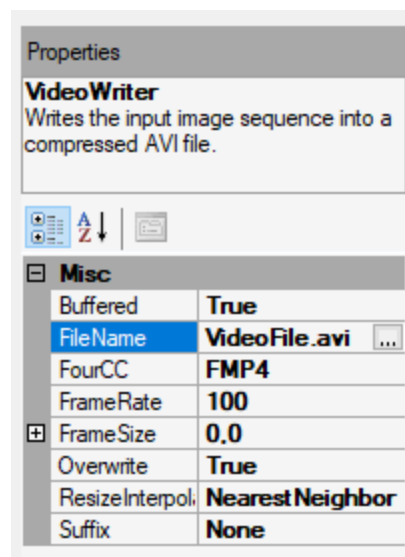 Properties
VideoWriter
Writes the input image sequence into a
compressed AVI file.
Misc
Buffered True
FileName VideoFile.avi ...
FourCC FMP4
FrameRate 100
FrameSize 0,0
Overwrite True
ResizeInterpol NearestNeighbor
Suffix None